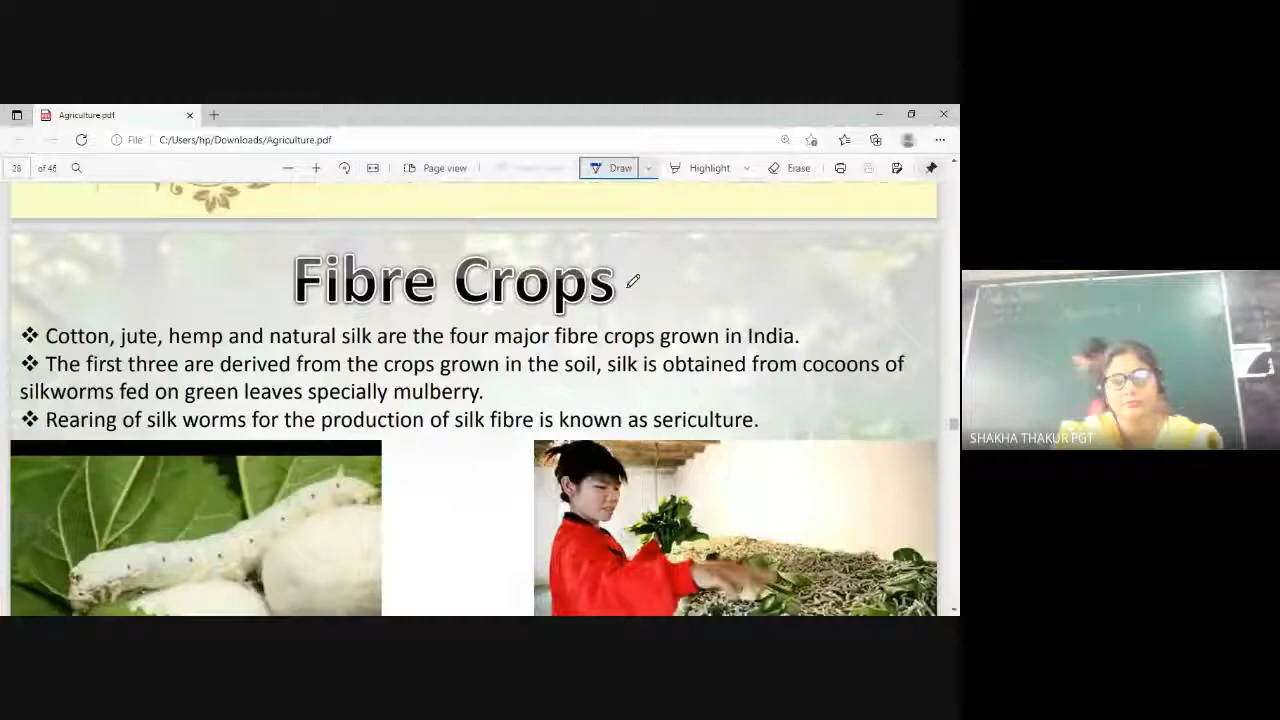 Agriculture.pdf
File C:/Users/hp/Downloads/Agriculture.pdf
28 of 46 Page view Draw Highlight Erase
Fibre Crops
❖ Cotton, jute, hemp and natural silk are the four major fibre crops grown in India.
❖ The first three are derived from the crops grown in the soil, silk is obtained from cocoons of
silkworms fed on green leaves specially mulberry.
❖ Rearing of silk worms for the production of silk fibre is known as sericulture.
SHAKHA THAKUR PGT